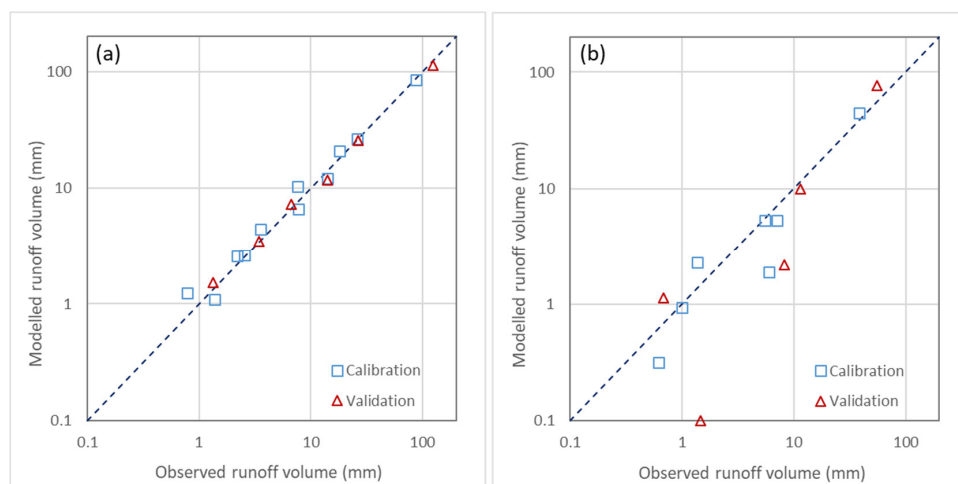 (a)
Modelled runoff volume (mm)
100
10
1
0.1
0.1 1 10 100
Observed runoff volume (mm)
Calibration
Validation
(b)
Modelled runoff volume (mm)
100
10
1
0.1
0.1 1 10 100
Observed runoff volume (mm)
Calibration
Validation